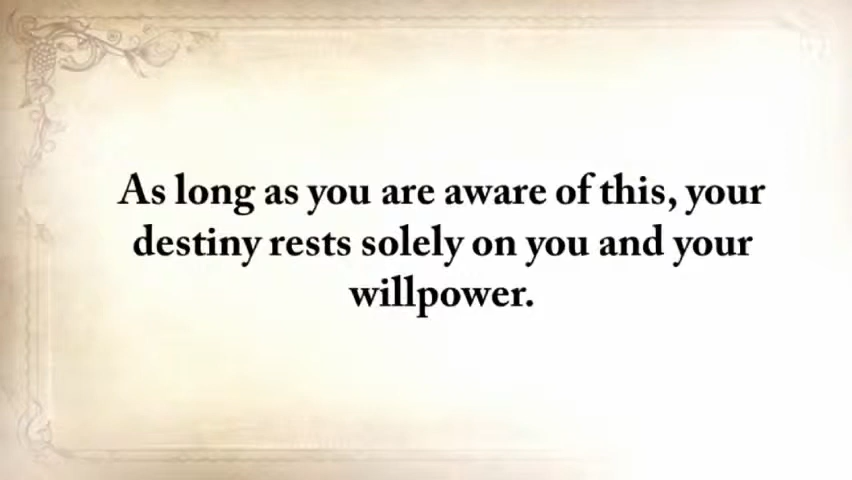 As long as you are aware of this, your
destiny rests solely on you and your
willpower.